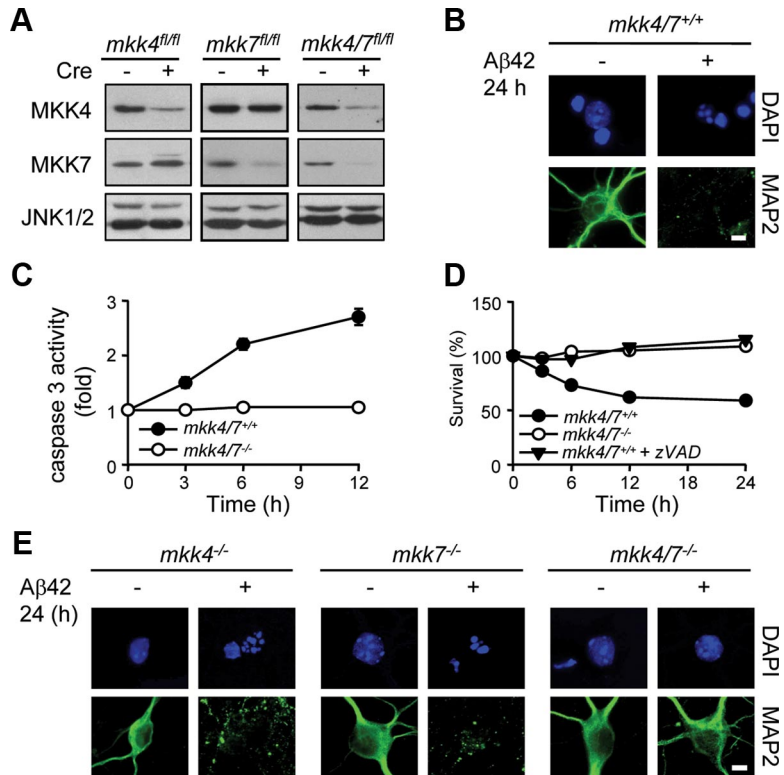 A
mkk4fl/fl mkk7fl/fl mkk4/7fl/fl
Cre - + - + - +
MKK4
MKK7
JNK1/2
B
mkk4/7+/+
Aβ42 - +
24 h
DAPI
MAP2
C
caspase 3 activity
(fold)
3
2
1
0
0 3 6 9 12
Time (h)
mkk4/7+/+
mkk4/7-/-
D
Survival (%)
150
100
50
0
0 6 12 18 24
Time (h)
mkk4/7+/+
mkk4/7-/-
mkk4/7+/+ + zVAD
E
mkk4-/- mkk7-/- mkk4/7-/-
Aβ42 - + - + - +
24 (h)
DAPI
MAP2